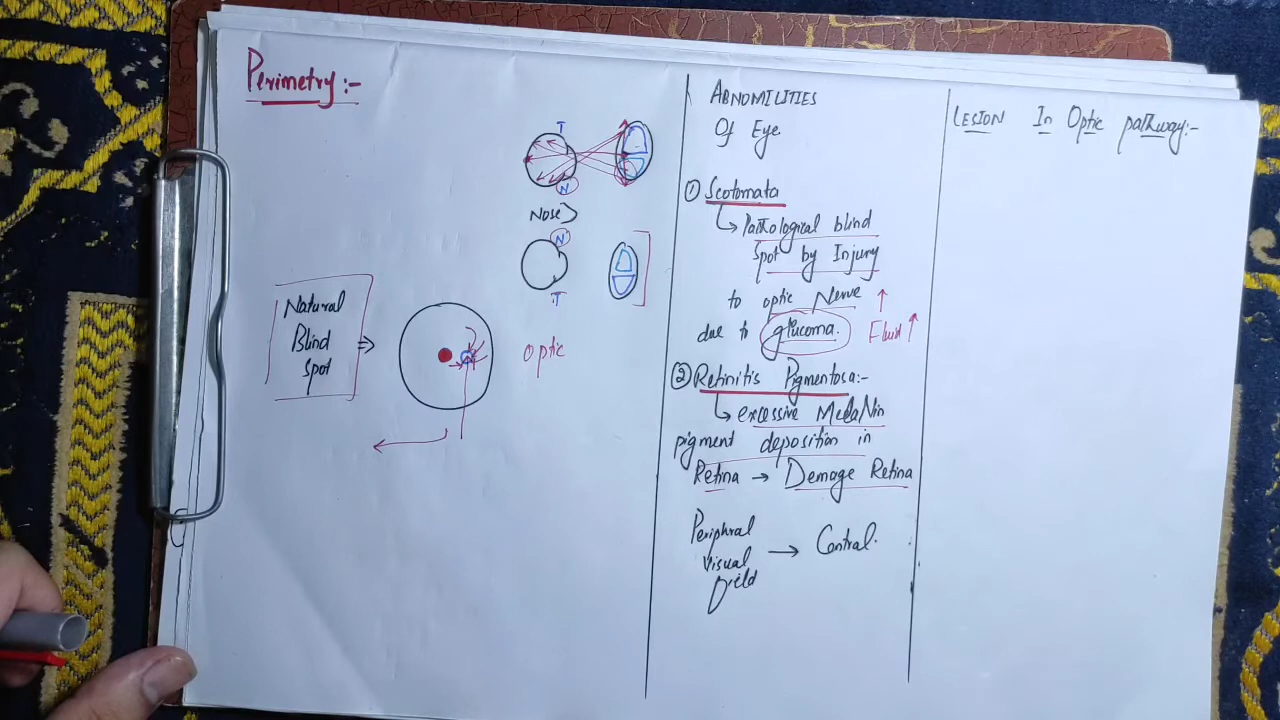 Perimetry:-
T
N
Nose
N
T
Natural
Blind
spot
optic
ABNOMILITIES
Of Eye
① Scotomata
Pathological blind
spot by Injury
to optic Nerve ↑
due to glucoma. Fluid ↑
② Retinitis Pigmentosa:-
excessive MelaNin
pigment deposition in
Retina → Demage Retina
Periphral
visual → Central.
field
LESION In Optic pathway:-